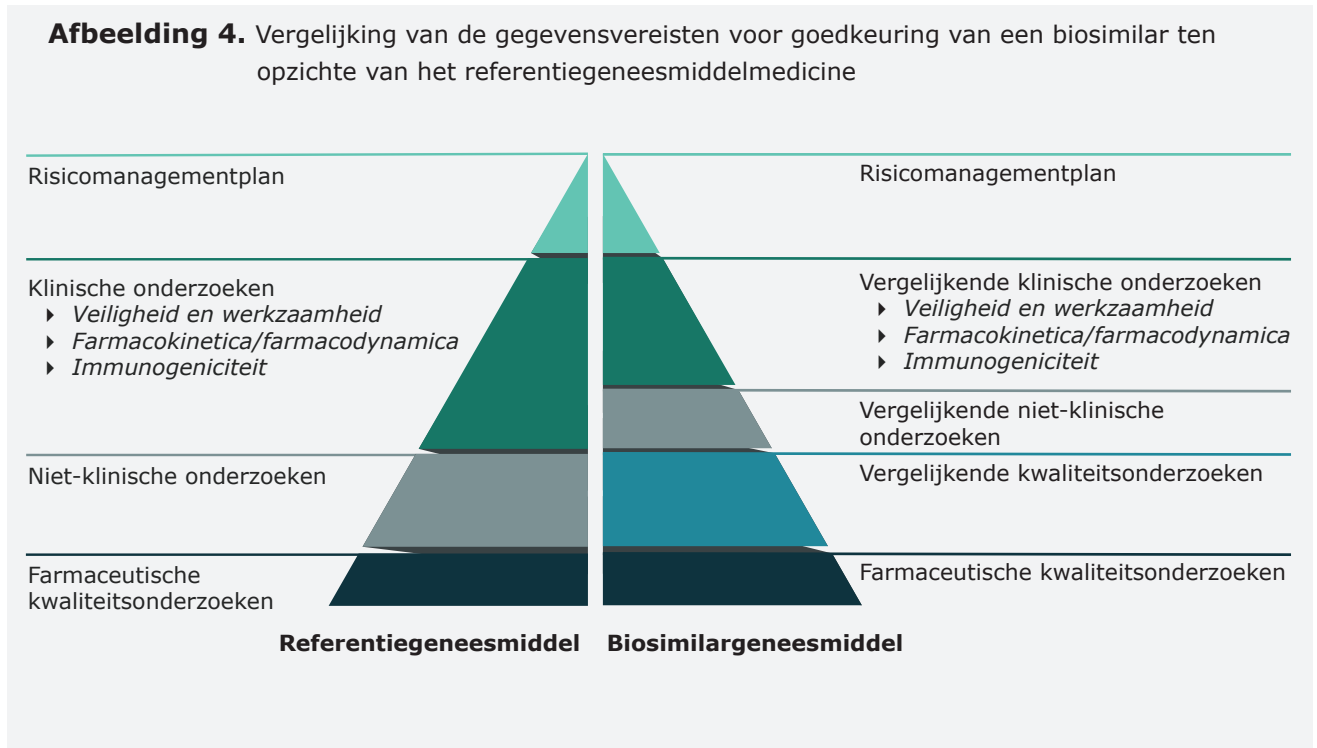 Afbeelding 4. Vergelijking van de gegevensvereisten voor goedkeuring van een biosimilar ten
opzichte van het referentiegeneesmiddelmedicine
Risicomanagementplan
Klinische onderzoeken
Veiligheid en werkzaamheid
Farmacokinetica/farmacodynamica
Immunogeniciteit
Niet-klinische onderzoeken
Farmaceutische
kwaliteitsonderzoeken
Referentiegeneesmiddel
Risicomanagementplan
Vergelijkende klinische onderzoeken
Veiligheid en werkzaamheid
Farmacokinetica/farmacodynamica
Immunogeniciteit
Vergelijkende niet-klinische
onderzoeken
Vergelijkende kwaliteitsonderzoeken
Farmaceutische kwaliteitsonderzoeken
Biosimilargeneesmiddel